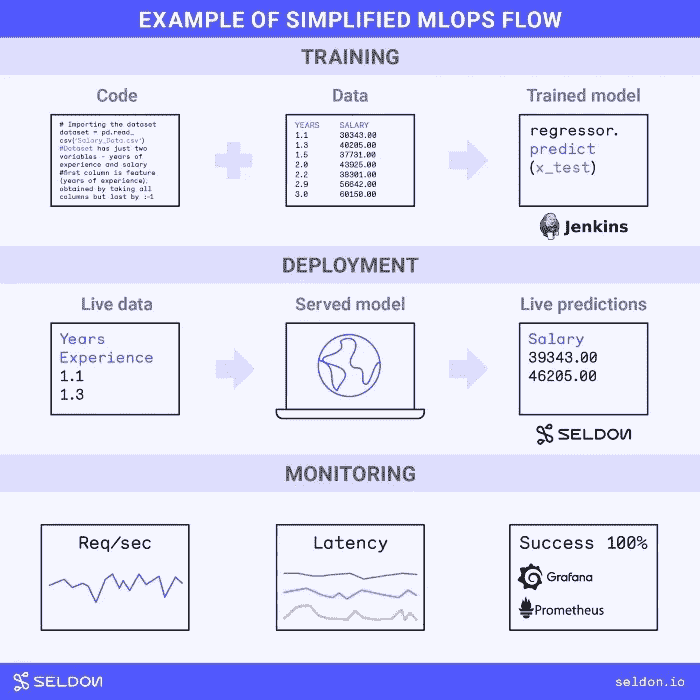 EXAMPLE OF SIMPLIFIED MLOPS FLOW
TRAINING
Code
# Importing the dataset
dataset = pd.read_
csv('Salary_Data.csv')
#Dataset has just two
variables - years of
experience and salary
#first column is feature
(years of experience),
obtained by taking all
columns but last by :-1
Data
YEARS SALARY
1.1 39343.00
1.3 46205.00
1.5 37731.00
2.0 43925.00
2.2 38301.00
2.9 56642.00
3.0 60150.00
Trained model
regressor.
predict
(x_test)
Jenkins
DEPLOYMENT
Live data
Years
Experience
1.1
1.3
Served model
Live predictions
Salary
39343.00
46205.00
SELDON
MONITORING
Req/sec
Latency
Success 100%
Grafana
Prometheus
SELDON
seldon.io